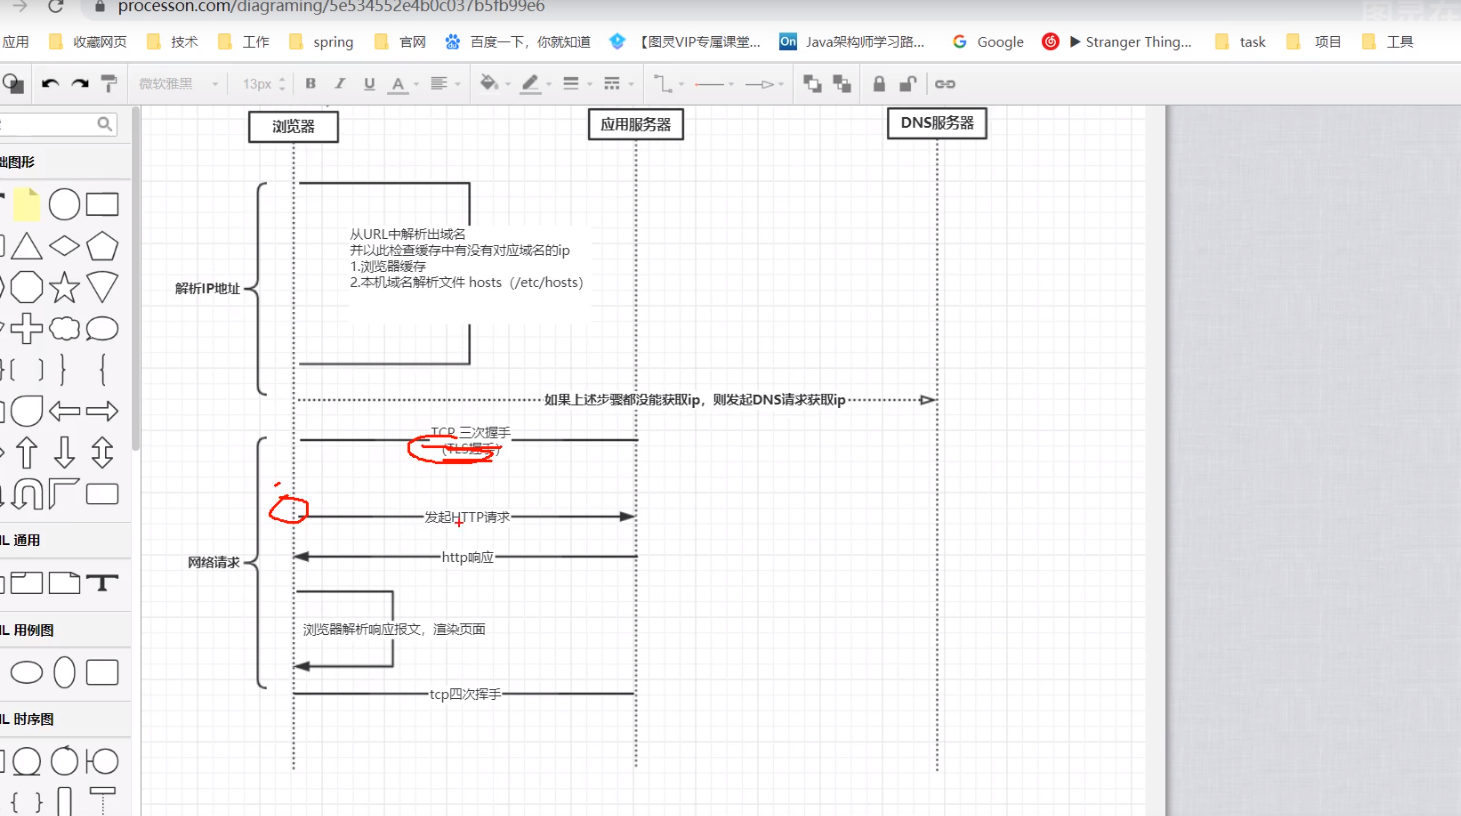 processon.com/diagraming/5e534552e4b0c037b5fb99e6
图灵在
应用 收藏网页 技术 工作 spring 官网 百度一下，你就知道 【图灵VIP专属课堂... Java架构师学习路... Google ▶ Stranger Thing... task 项目 工具
微软雅黑 13px B I U A
浏览器 应用服务器 DNS服务器
础图形
从URL中解析出域名
并以此检查缓存中有没有对应域名的ip
1.浏览器缓存
2.本机域名解析文件 hosts（/etc/hosts）
解析IP地址
如果上述步骤都没能获取ip，则发起DNS请求获取ip
TCP 三次握手
（TLS握手）
发起HTTP请求
L 通用
http响应
网络请求
L 用例图
浏览器解析响应报文，渲染页面
tcp四次挥手
L 时序图